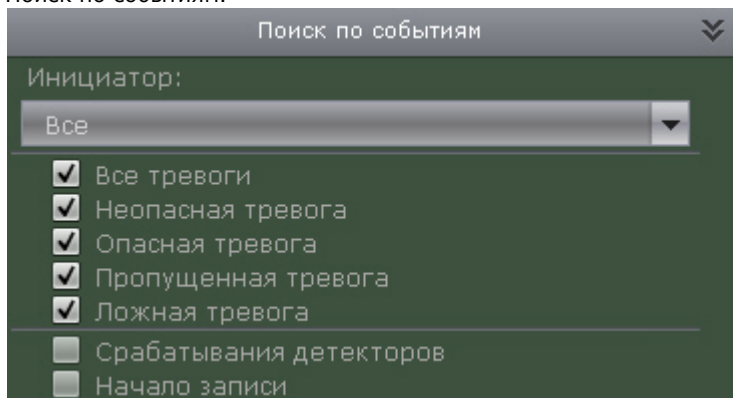 Поиск по событиям
Инициатор:
Все
Все тревоги
Неопасная тревога
Опасная тревога
Пропущенная тревога
Ложная тревога
Срабатывания детекторов
Начало записи